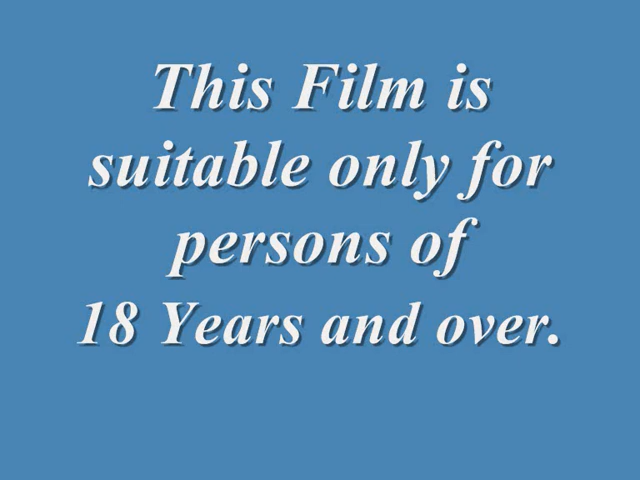 This Film is
suitable only for
persons of
18 Years and over.